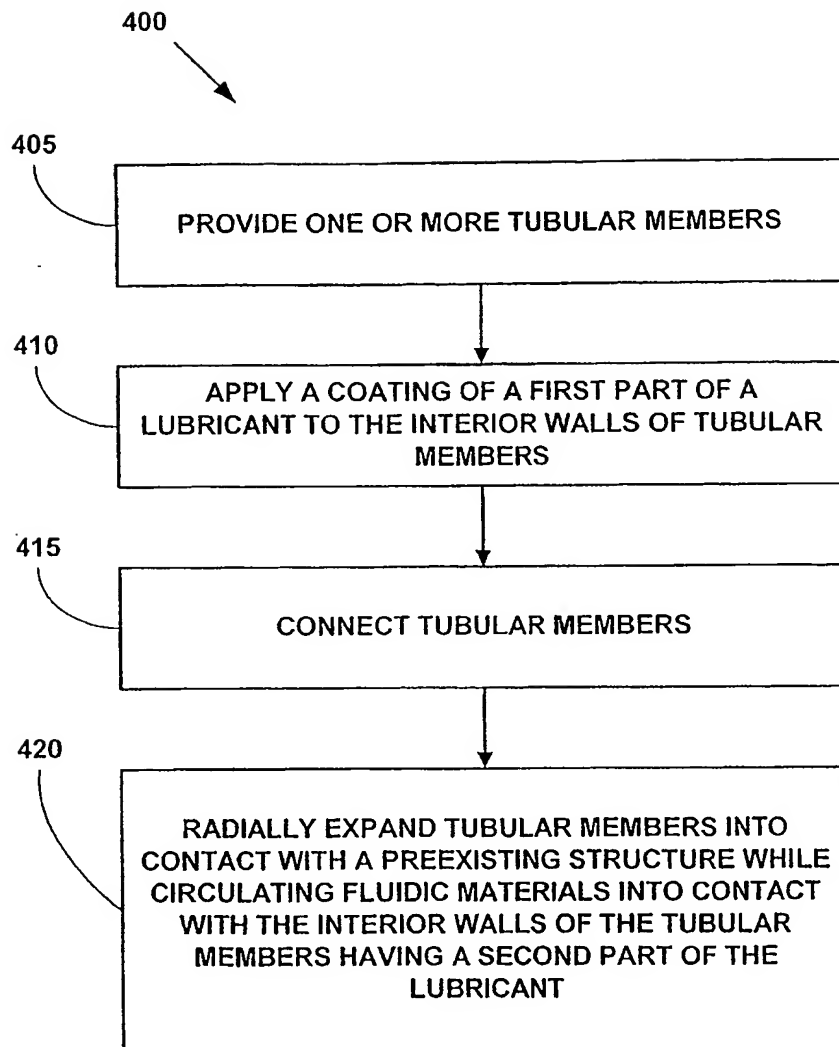 400
405
PROVIDE ONE OR MORE TUBULAR MEMBERS
410
APPLY A COATING OF A FIRST PART OF A
LUBRICANT TO THE INTERIOR WALLS OF TUBULAR
MEMBERS
415
CONNECT TUBULAR MEMBERS
420
RADIALLY EXPAND TUBULAR MEMBERS INTO
CONTACT WITH A PREEXISTING STRUCTURE WHILE
CIRCULATING FLUIDIC MATERIALS INTO CONTACT
WITH THE INTERIOR WALLS OF THE TUBULAR
MEMBERS HAVING A SECOND PART OF THE
LUBRICANT